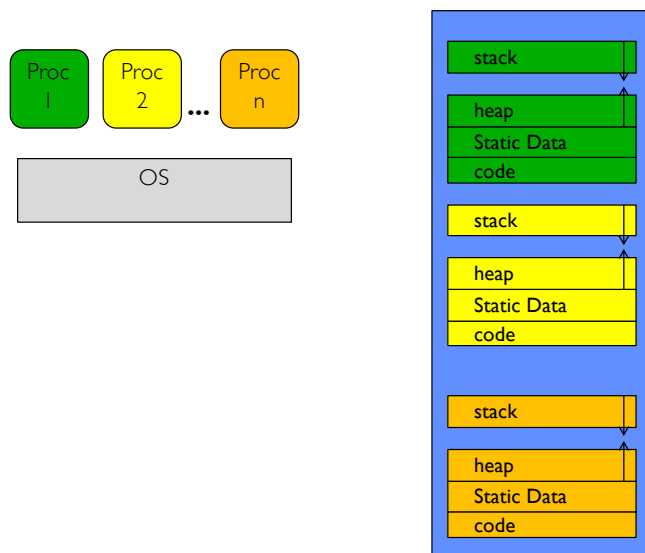 Proc
1
Proc
2
...
Proc
n
OS
stack
heap
Static Data
code
stack
heap
Static Data
code
stack
heap
Static Data
code